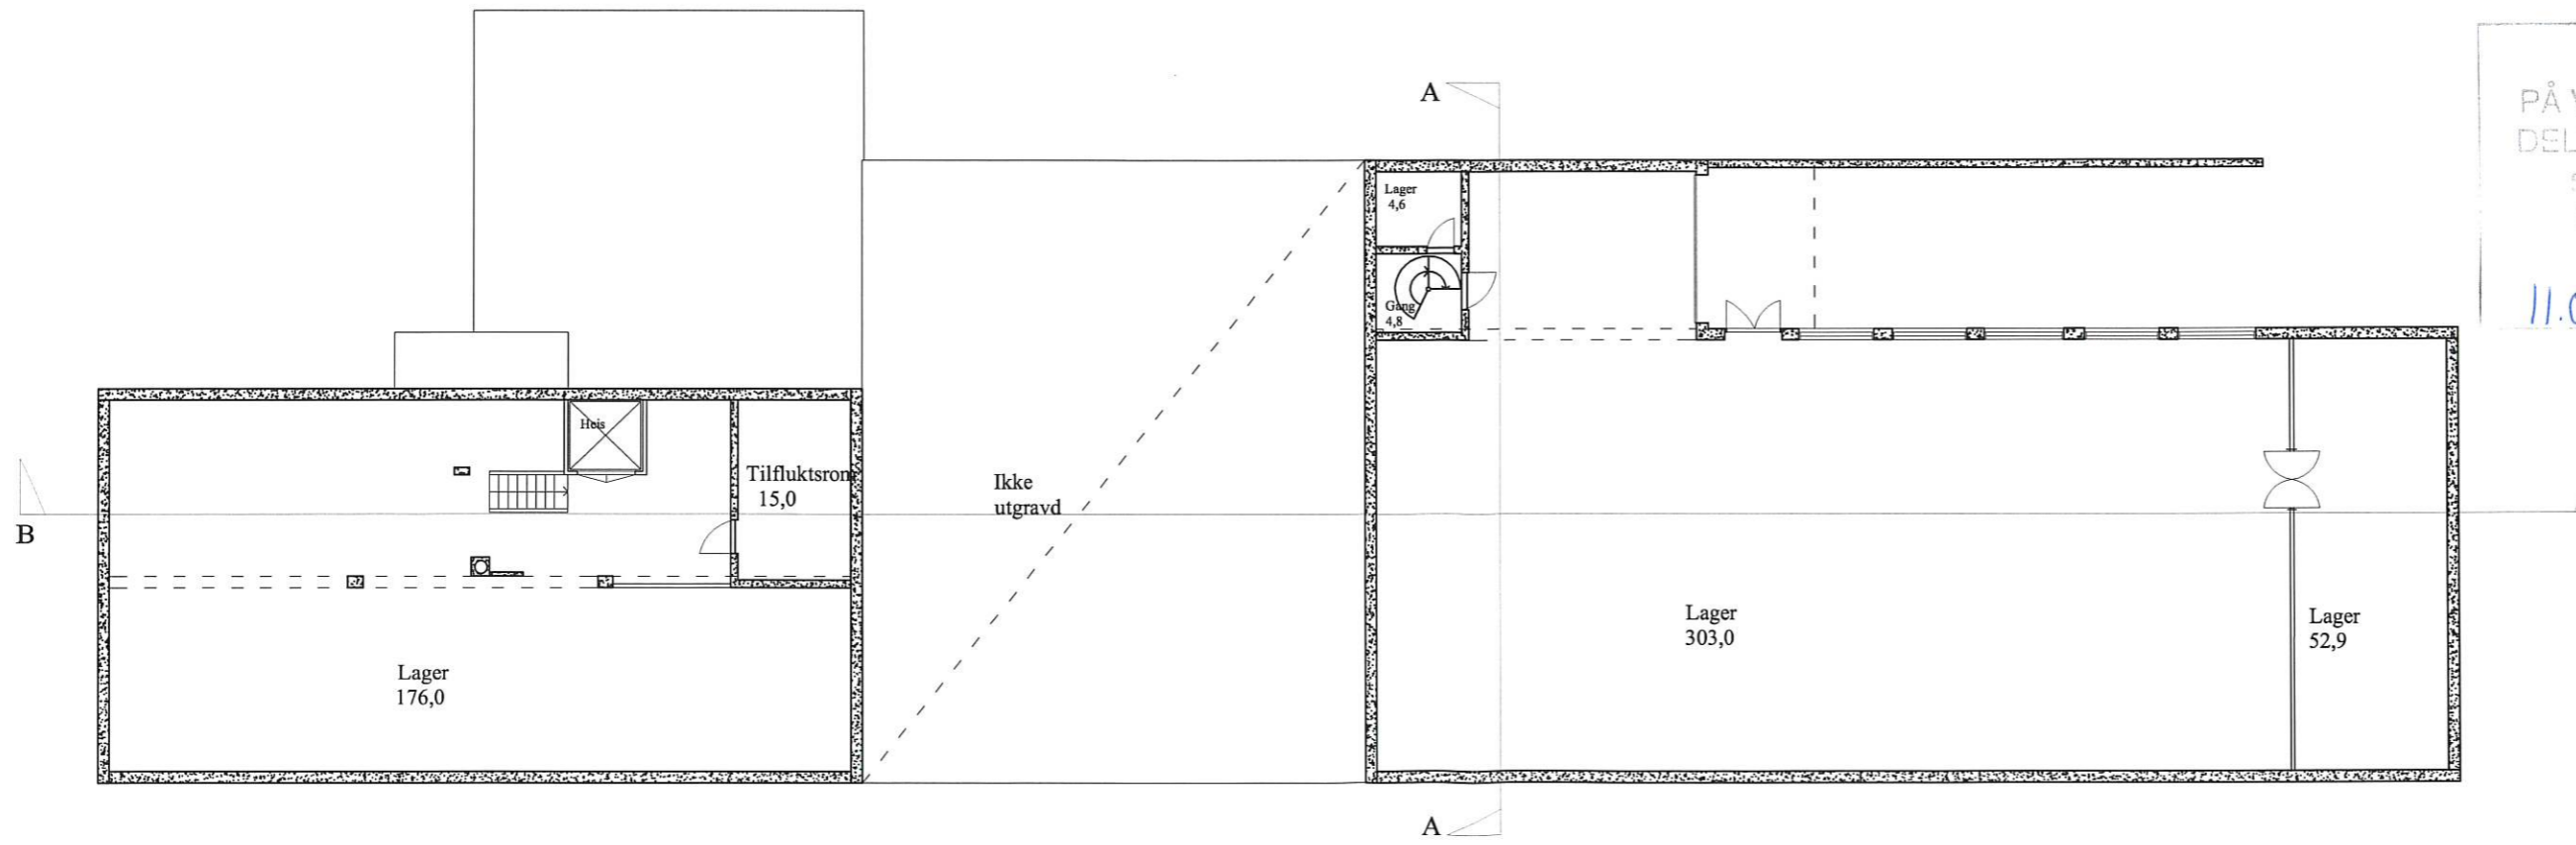 A
PÅ
DEL
Lager
4,6
Gang
4,8
Heis
Tilfluktsrom
15,0
Ikke
utgravd
B
Lager
303,0
Lager
52,9
Lager
176,0
A